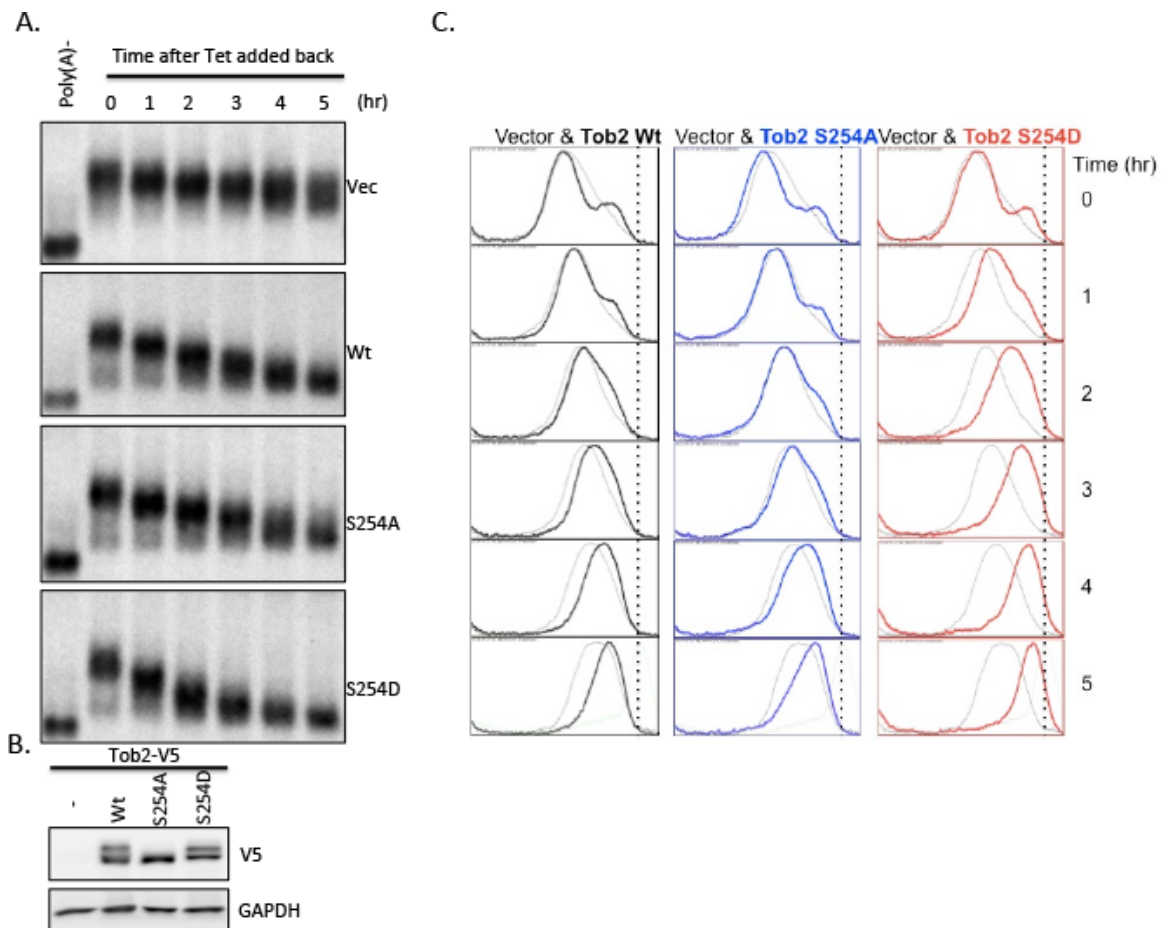 A.
Time after Tet added back
Poly(A)-
0 1 2 3 4 5 (hr)
Vec
Wt
S254A
S254D
B.
Tob2-V5
- Wt S254A S254D
V5
GAPDH
C.
Vector & Tob2 Wt Vector & Tob2 S254A Vector & Tob2 S254D
Time (hr)
0
1
2
3
4
5